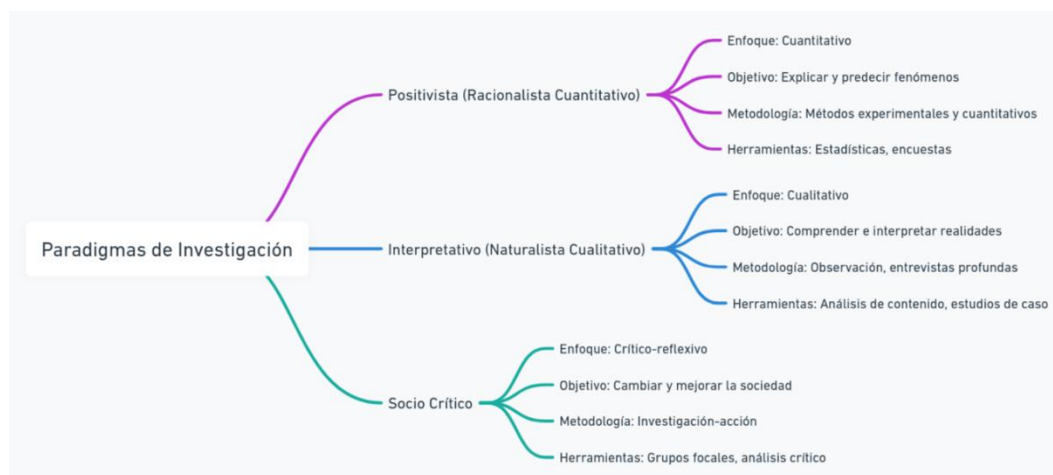 Paradigmas de Investigación
Positivista (Racionalista Cuantitativo)
Enfoque: Cuantitativo
Objetivo: Explicar y predecir fenómenos
Metodología: Métodos experimentales y cuantitativos
Herramientas: Estadísticas, encuestas
Interpretativo (Naturalista Cualitativo)
Enfoque: Cualitativo
Objetivo: Comprender e interpretar realidades
Metodología: Observación, entrevistas profundas
Herramientas: Análisis de contenido, estudios de caso
Socio Crítico
Enfoque: Crítico-reflexivo
Objetivo: Cambiar y mejorar la sociedad
Metodología: Investigación-acción
Herramientas: Grupos focales, análisis crítico